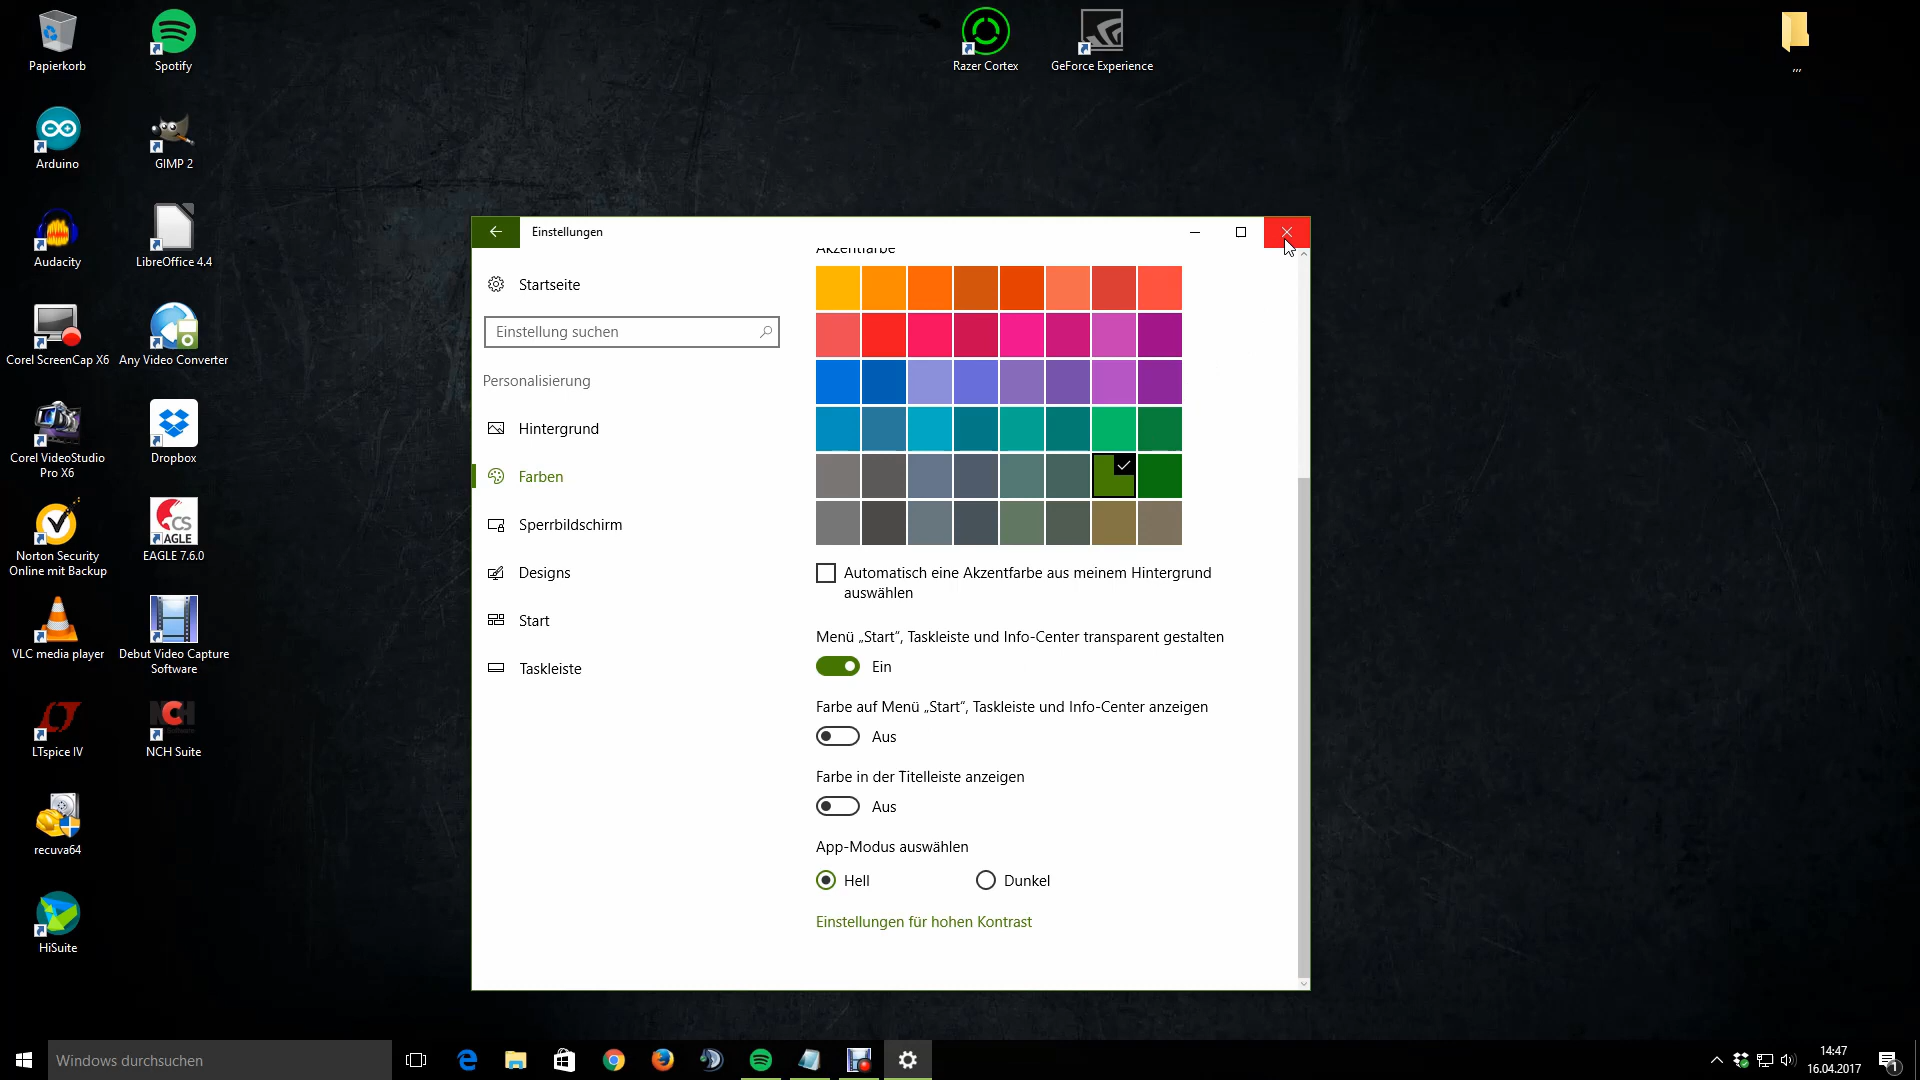 Papierkorb
Spotify
Razer Cortex
GeForce Experience
,,,
Arduino
GIMP 2
Audacity
LibreOffice 4.4
Corel ScreenCap X6
Any Video Converter
Corel VideoStudio
Pro X6
Dropbox
Norton Security
Online mit Backup
CS
AGLE
EAGLE 7.6.0
VLC media player
Debut Video Capture
Software
LTspice IV
NCH
NCH Suite
recuva64
HiSuite
Einstellungen
Startseite
Einstellung suchen
Personalisierung
Hintergrund
Farben
Sperrbildschirm
Designs
Start
Taskleiste
Akzentfarbe
Automatisch eine Akzentfarbe aus meinem Hintergrund
auswählen
Menü „Start“, Taskleiste und Info-Center transparent gestalten
Ein
Farbe auf Menü „Start“, Taskleiste und Info-Center anzeigen
Aus
Farbe in der Titelleiste anzeigen
Aus
App-Modus auswählen
Hell
Dunkel
Einstellungen für hohen Kontrast
Windows durchsuchen
14:47
16.04.2017
1